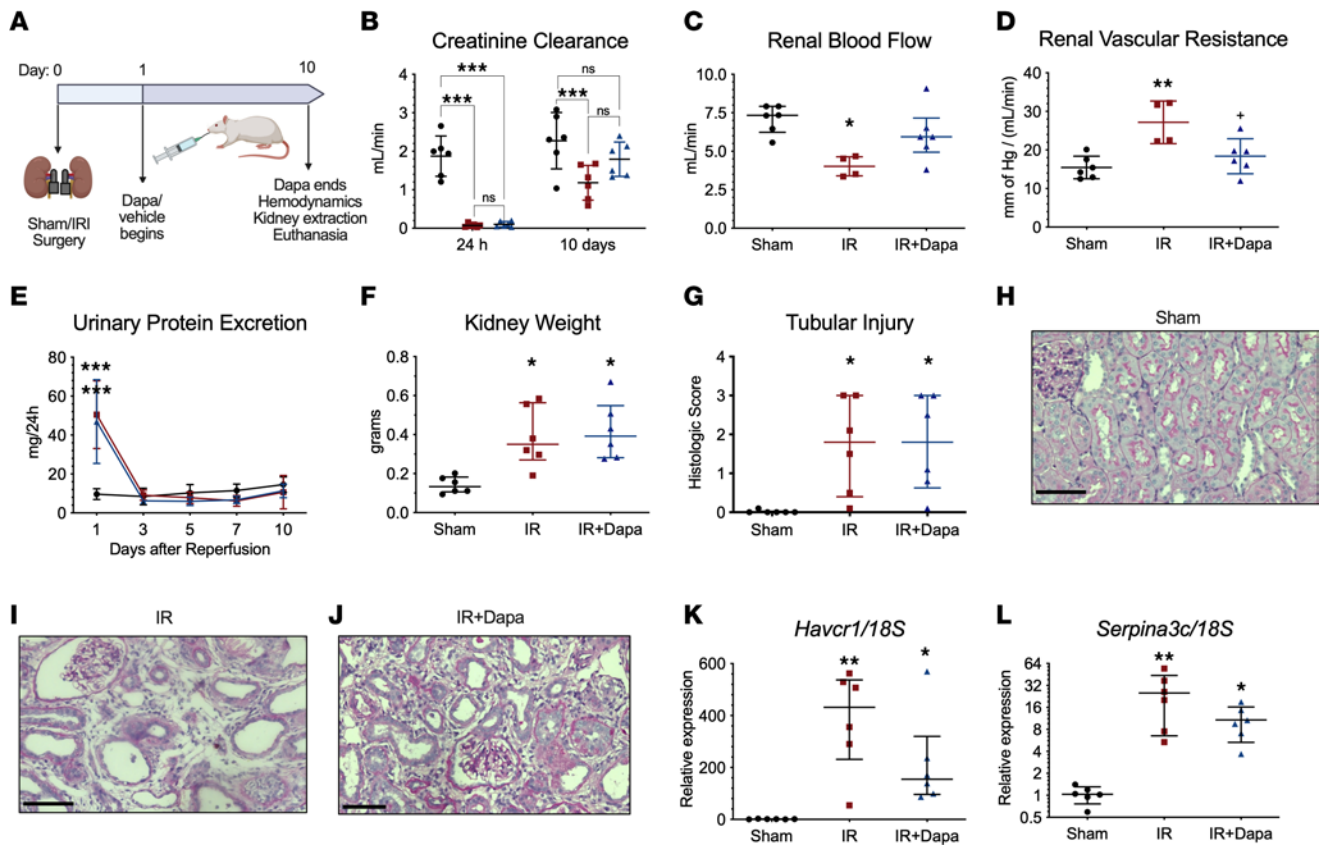 A
Day: 0 1 10
Sham/IRI
Surgery
Dapa/
vehicle
begins
Dapa ends
Hemodynamics
Kidney extraction
Euthanasia
B
Creatinine Clearance
mL/min
4
3
2
1
0
***
***
ns
ns
***
ns
24 h 10 days
C
Renal Blood Flow
mL/min
10.0
7.5
5.0
2.5
0.0
*
Sham IR IR+Dapa
D
Renal Vascular Resistance
mm of Hg / (mL/min)
40
30
20
10
0
**
+
Sham IR IR+Dapa
E
Urinary Protein Excretion
mg/24h
80
60
40
20
0
***
***
1 3 5 7 10
Days after Reperfusion
F
Kidney Weight
grams
0.8
0.6
0.4
0.2
0.0
* *
Sham IR IR+Dapa
G
Tubular Injury
Histologic Score
4
3
2
1
0
* *
Sham IR IR+Dapa
H
Sham
I
IR
J
IR+Dapa
K
Havcr1/18S
Relative expression
600
400
200
0
**
*
Sham IR IR+Dapa
L
Serpina3c/18S
Relative expression
64
32
16
8
4
2
1
0.5
**
*
Sham IR IR+Dapa